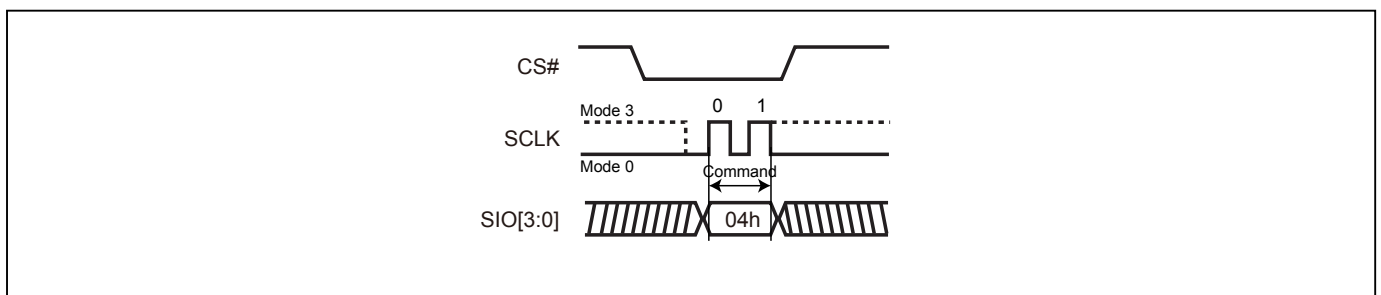 CS#
Mode 3 0 1
SCLK
Mode 0 Command
SIO[3:0] 04h